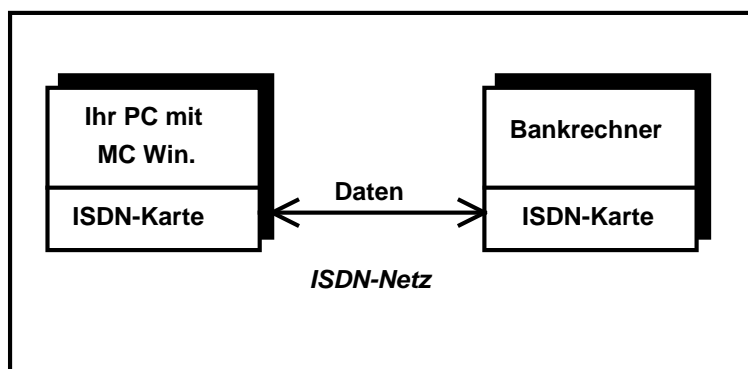 Ihr PC mit
MC Win.
ISDN-Karte
Daten
Bankrechner
ISDN-Karte
ISDN-Netz